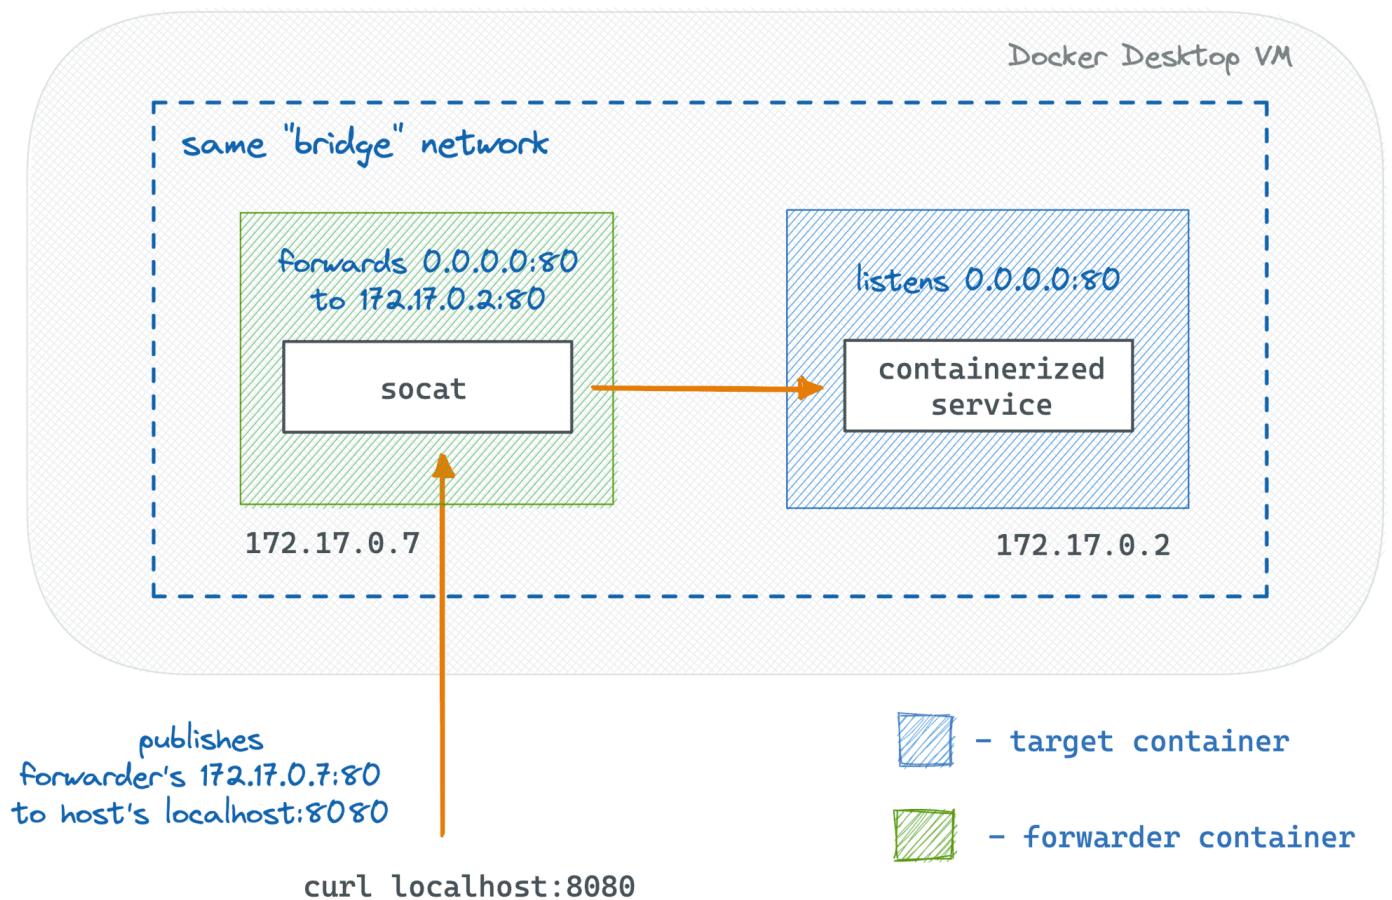 Docker Desktop VM
same "bridge" network
forwards 0.0.0.0:80
to 172.17.0.2:80
socat
172.17.0.7
listens 0.0.0.0:80
containerized
service
172.17.0.2
publishes
forwarder's 172.17.0.7:80
to host's localhost:8080
curl localhost:8080
- target container
- forwarder container